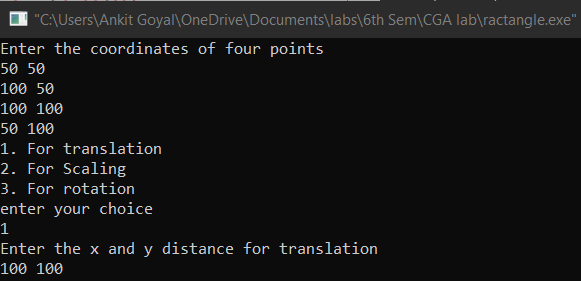 "C:\Users\Ankit Goyal\OneDrive\Documents\labs\6th Sem\CGA lab\ractangle.exe"
Enter the coordinates of four points
50 50
100 50
100 100
50 100
1. For translation
2. For Scaling
3. For rotation
enter your choice
1
Enter the x and y distance for translation
100 100